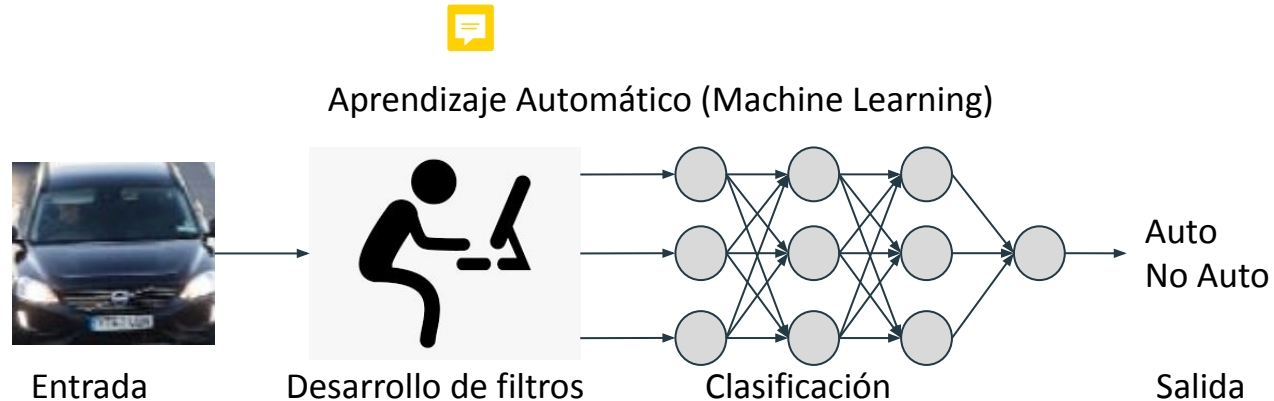 Aprendizaje Automático (Machine Learning)
Auto
No Auto
Entrada
Desarrollo de filtros
Clasificación
Salida